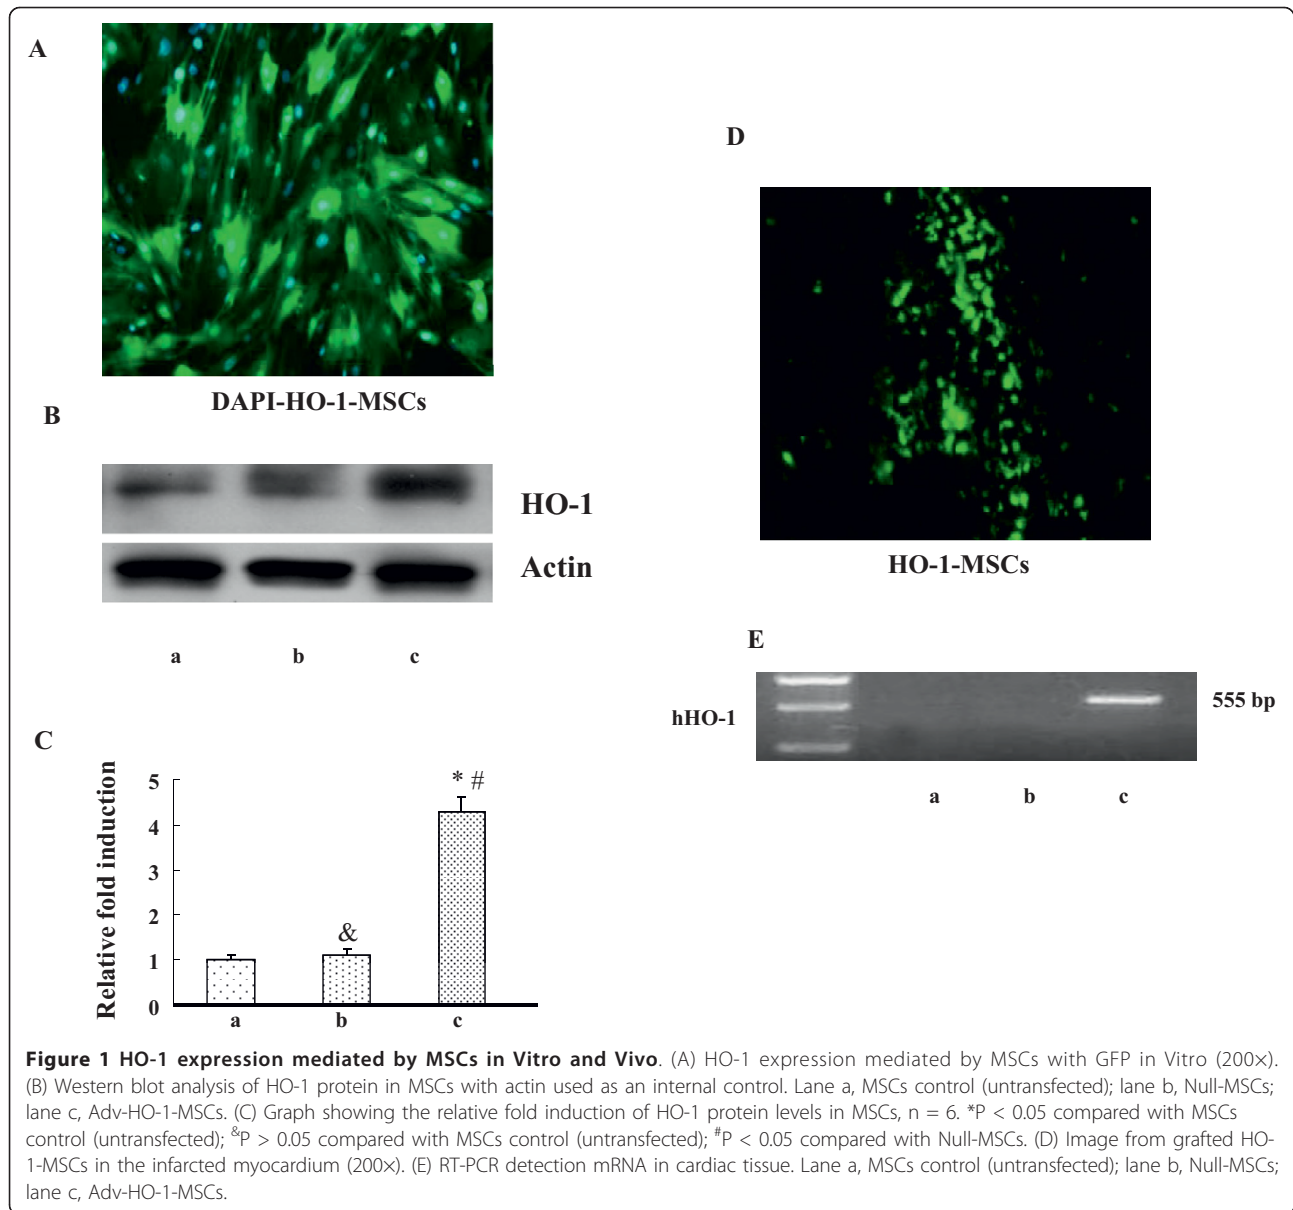 A
DAPI-HO-1-MSCs
B
HO-1
Actin
a b c
C
Relative fold induction
5
4
3
2
1
0
&
* #
a b c
D
HO-1-MSCs
E
hHO-1
555 bp
a b c
Figure 1 HO-1 expression mediated by MSCs in Vitro and Vivo. (A) HO-1 expression mediated by MSCs with GFP in Vitro (200×).
(B) Western blot analysis of HO-1 protein in MSCs with actin used as an internal control. Lane a, MSCs control (untransfected); lane b, Null-MSCs;
lane c, Adv-HO-1-MSCs. (C) Graph showing the relative fold induction of HO-1 protein levels in MSCs, n = 6. *P < 0.05 compared with MSCs
control (untransfected); &P > 0.05 compared with MSCs control (untransfected); #P < 0.05 compared with Null-MSCs. (D) Image from grafted HO-
1-MSCs in the infarcted myocardium (200×). (E) RT-PCR detection mRNA in cardiac tissue. Lane a, MSCs control (untransfected); lane b, Null-MSCs;
lane c, Adv-HO-1-MSCs.